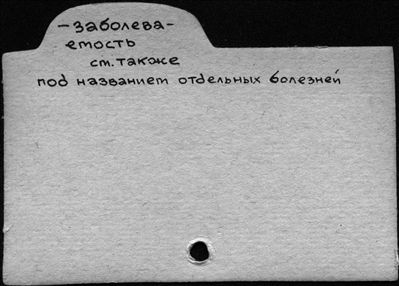 - заболева-
емость
см. также
под названием отдельных болезней